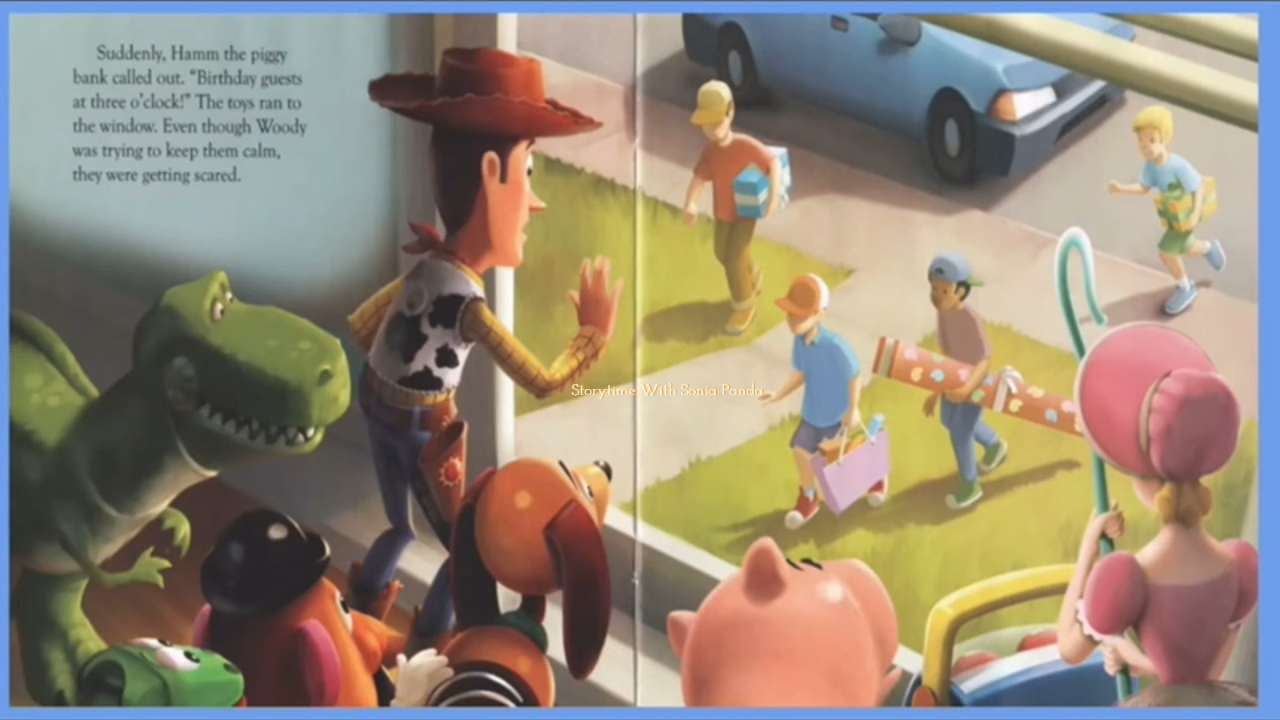 Suddenly, Hamm the piggy
bank called out. “Birthday guests
at three o’clock!” The toys ran to
the window. Even though Woody
was trying to keep them calm,
they were getting scared.
Storytime With Sonia Panda